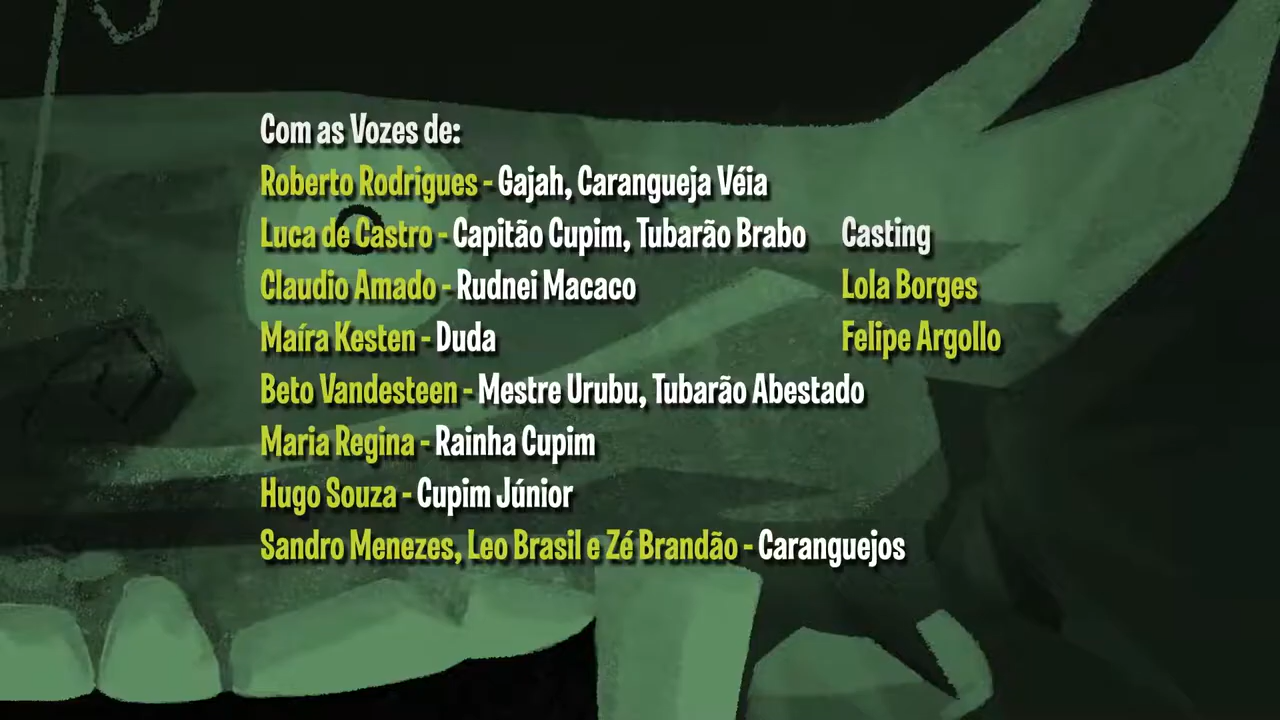 Com as Vozes de:
Roberto Rodrigues - Gajah, Carangueja Véia
Luca de Castro - Capitão Cupim, Tubarão Brabo
Claudio Amado - Rudnei Macaco
Maíra Kesten - Duda
Beto Vandesteen - Mestre Urubu, Tubarão Abestado
Maria Regina - Rainha Cupim
Hugo Souza - Cupim Júnior
Sandro Menezes, Leo Brasil e Zé Brandão - Caranguejos
Casting
Lola Borges
Felipe Argollo